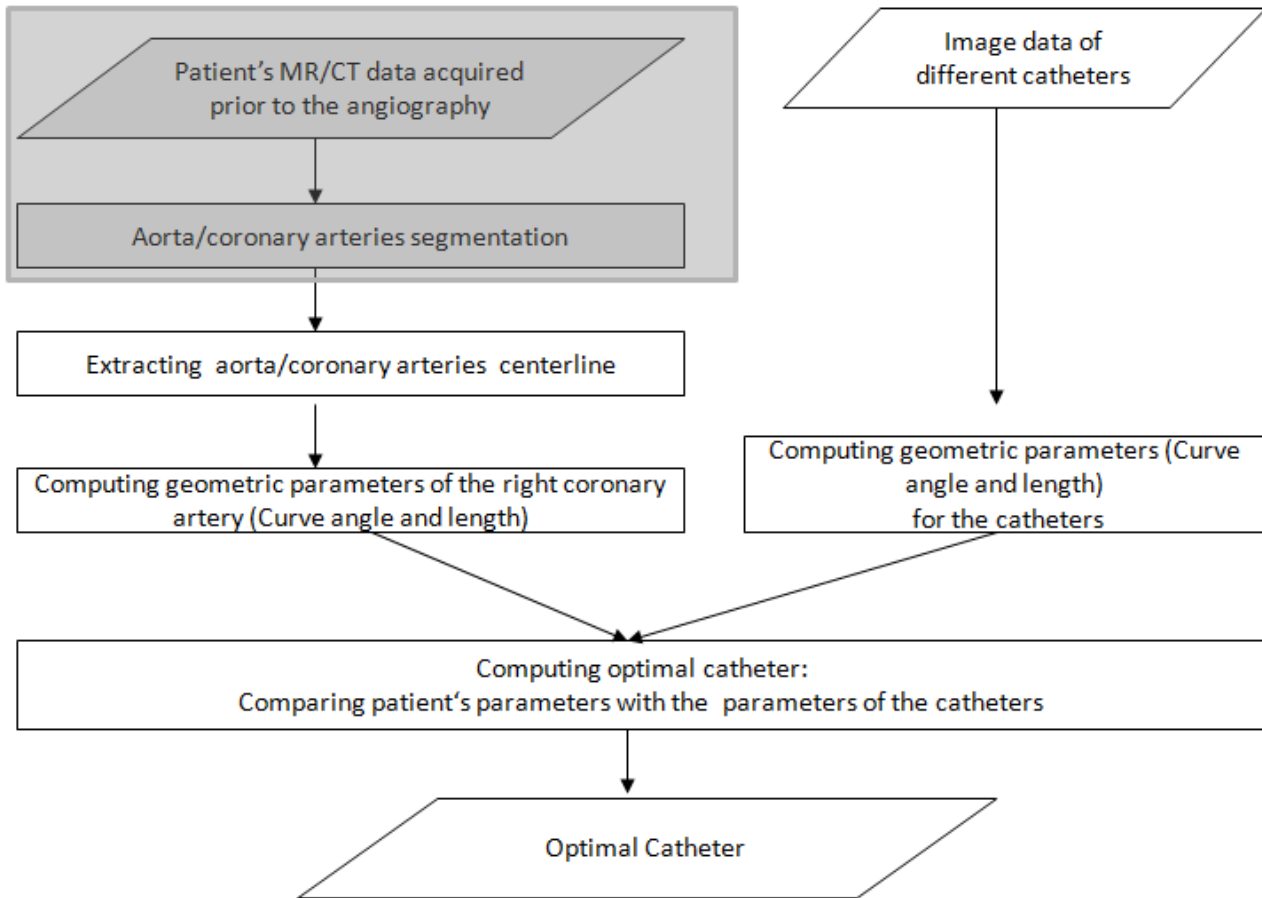 Patient’s MR/CT data acquired
prior to the angiography
Image data of
different catheters
Aorta/coronary arteries segmentation
Extracting aorta/coronary arteries centerline
Computing geometric parameters of the right coronary
artery (Curve angle and length)
Computing geometric parameters (Curve
angle and length)
for the catheters
Computing optimal catheter:
Comparing patient‘s parameters with the parameters of the catheters
Optimal Catheter